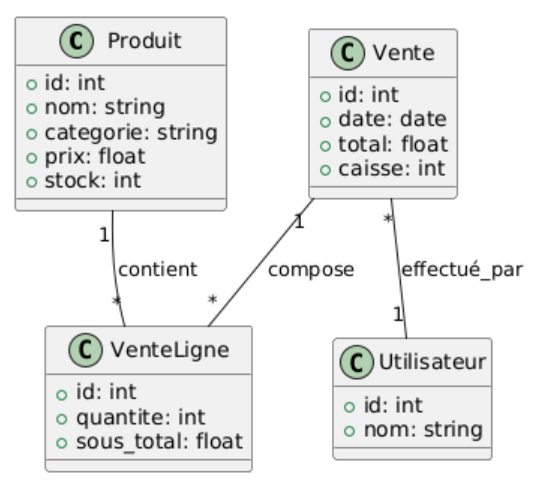 C Produit
id: int
nom: string
categorie: string
prix: float
stock: int
C Vente
id: int
date: date
total: float
caisse: int
1
contient
*
1
compose
*
*
effectué_par
1
C VenteLigne
id: int
quantite: int
sous_total: float
C Utilisateur
id: int
nom: string